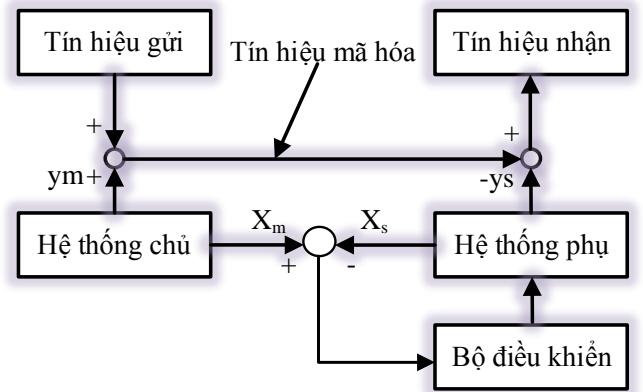 Tín hiệu gửi
Tín hiệu nhận
Tín hiệu mã hóa
+
+
ym+
-ys
Xm
Xs
Hệ thống chủ
Hệ thống phụ
+
-
Bộ điều khiển